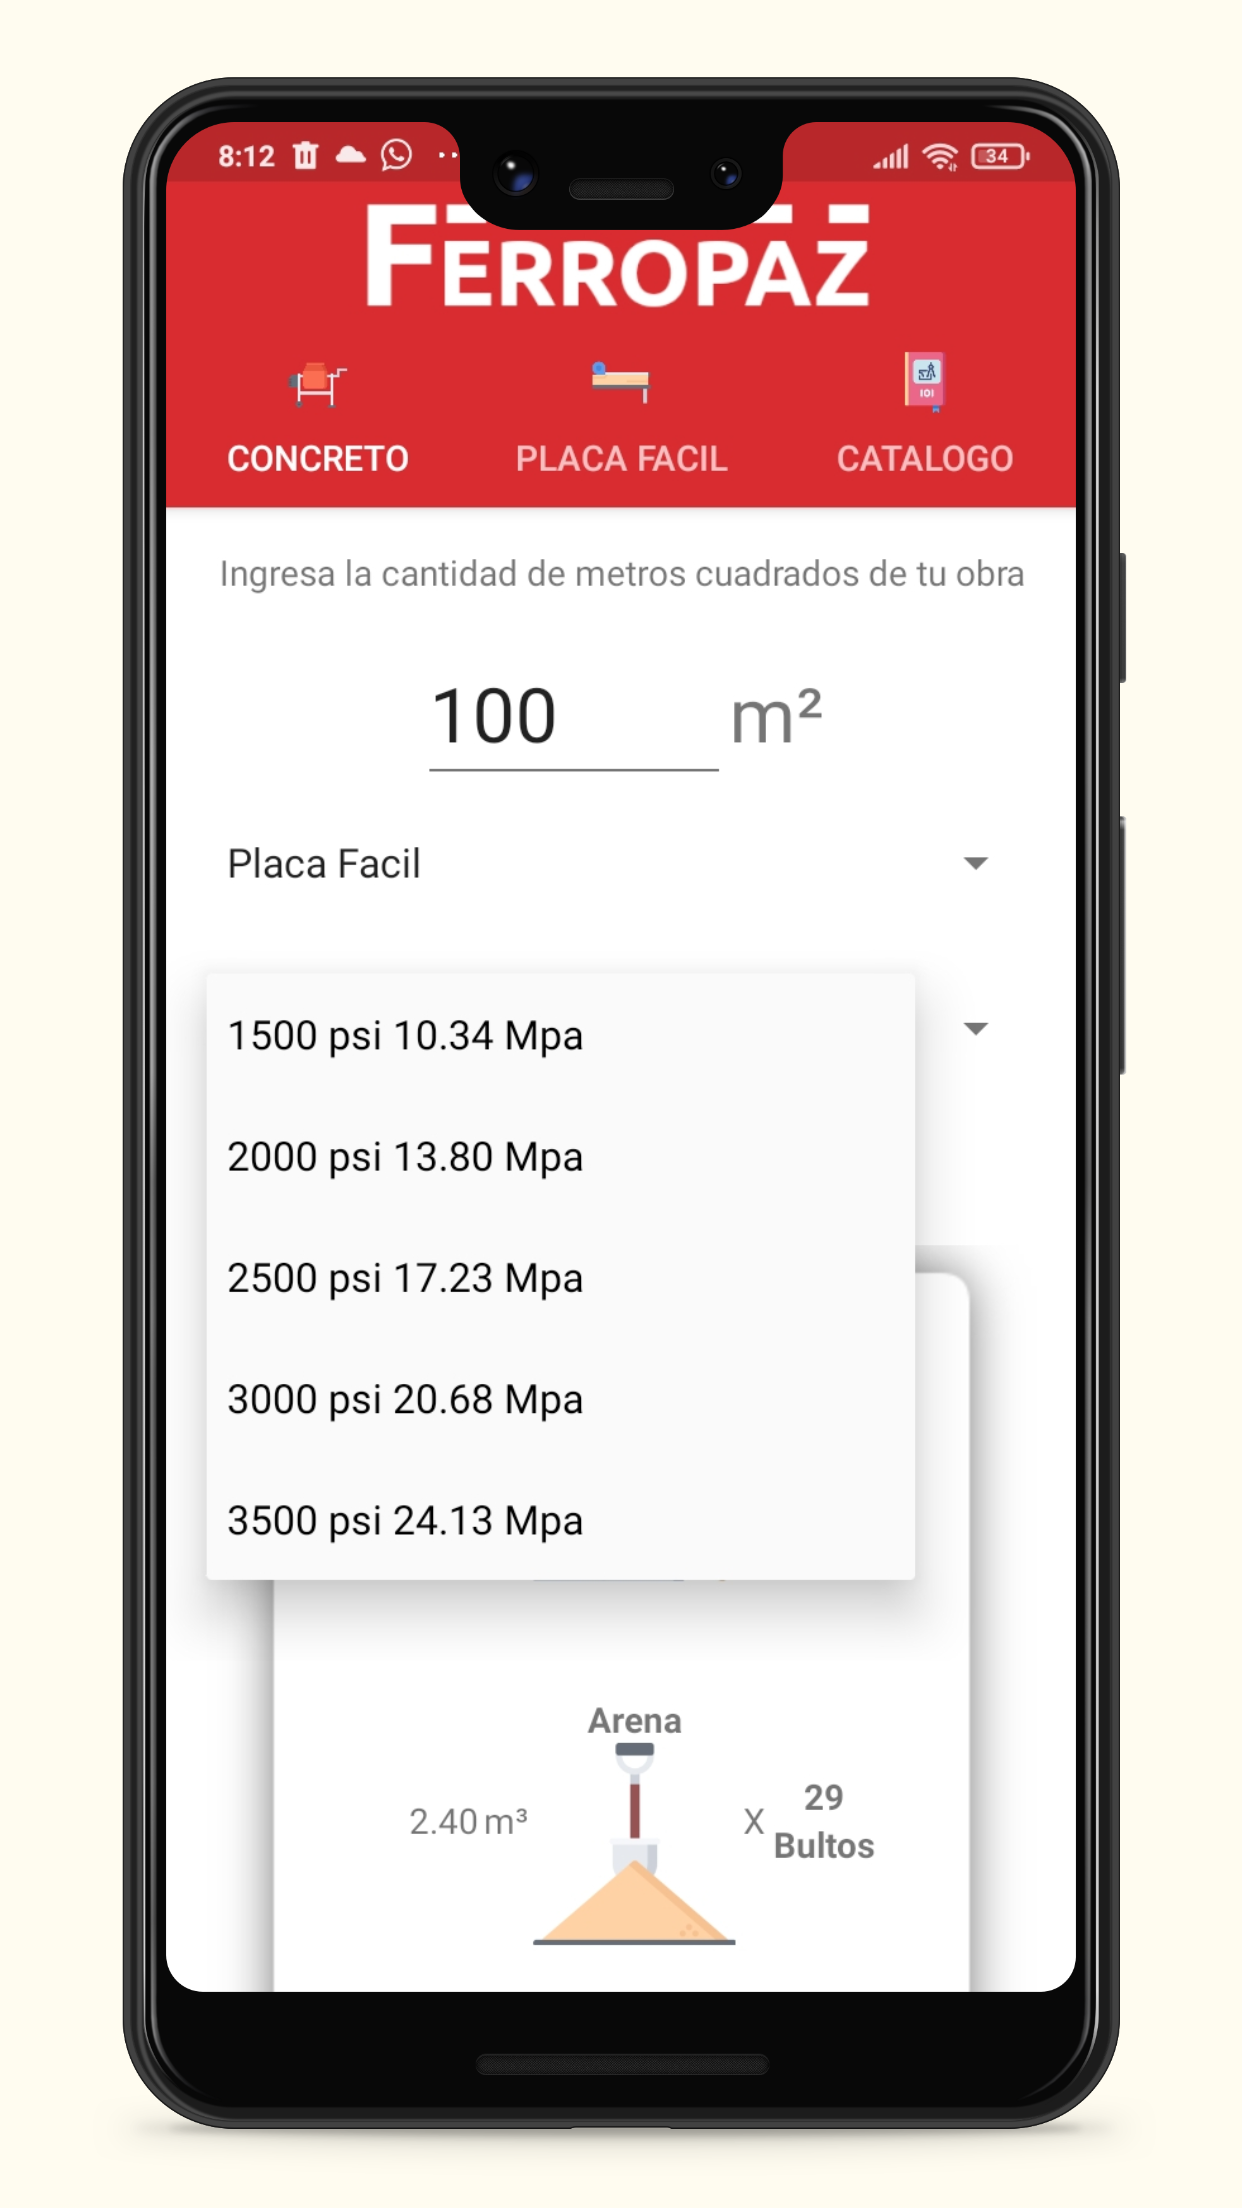 8:12
34
FERROPAZ
CONCRETO
PLACA FACIL
CATALOGO
Ingresa la cantidad de metros cuadrados de tu obra
100 m²
Placa Facil
1500 psi 10.34 Mpa
2000 psi 13.80 Mpa
2500 psi 17.23 Mpa
3000 psi 20.68 Mpa
3500 psi 24.13 Mpa
Arena
2.40 m³
X 29
Bultos